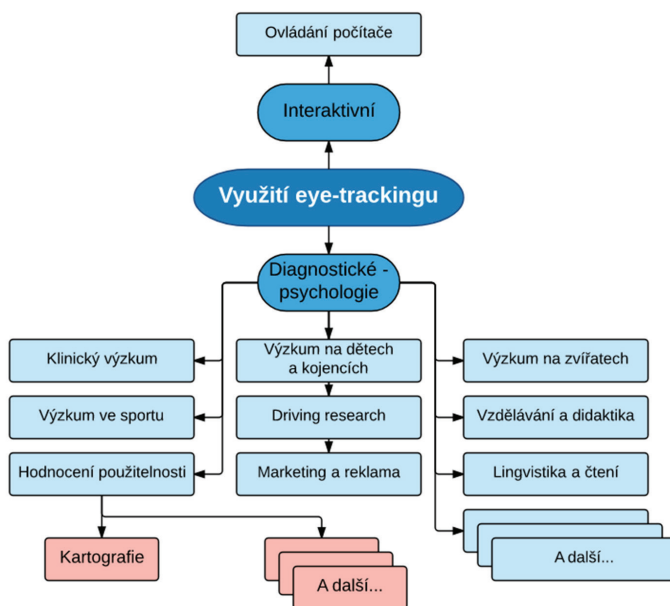 Ovládání počítače
Interaktivní
Využití eye-trackingu
Diagnostické -
psychologie
Klinický výzkum
Výzkum na dětech
a kojencích
Výzkum na zvířatech
Výzkum ve sportu
Driving research
Vzdělávání a didaktika
Hodnocení použitelnosti
Marketing a reklama
Lingvistika a čtení
Kartografie
A další...
A další...